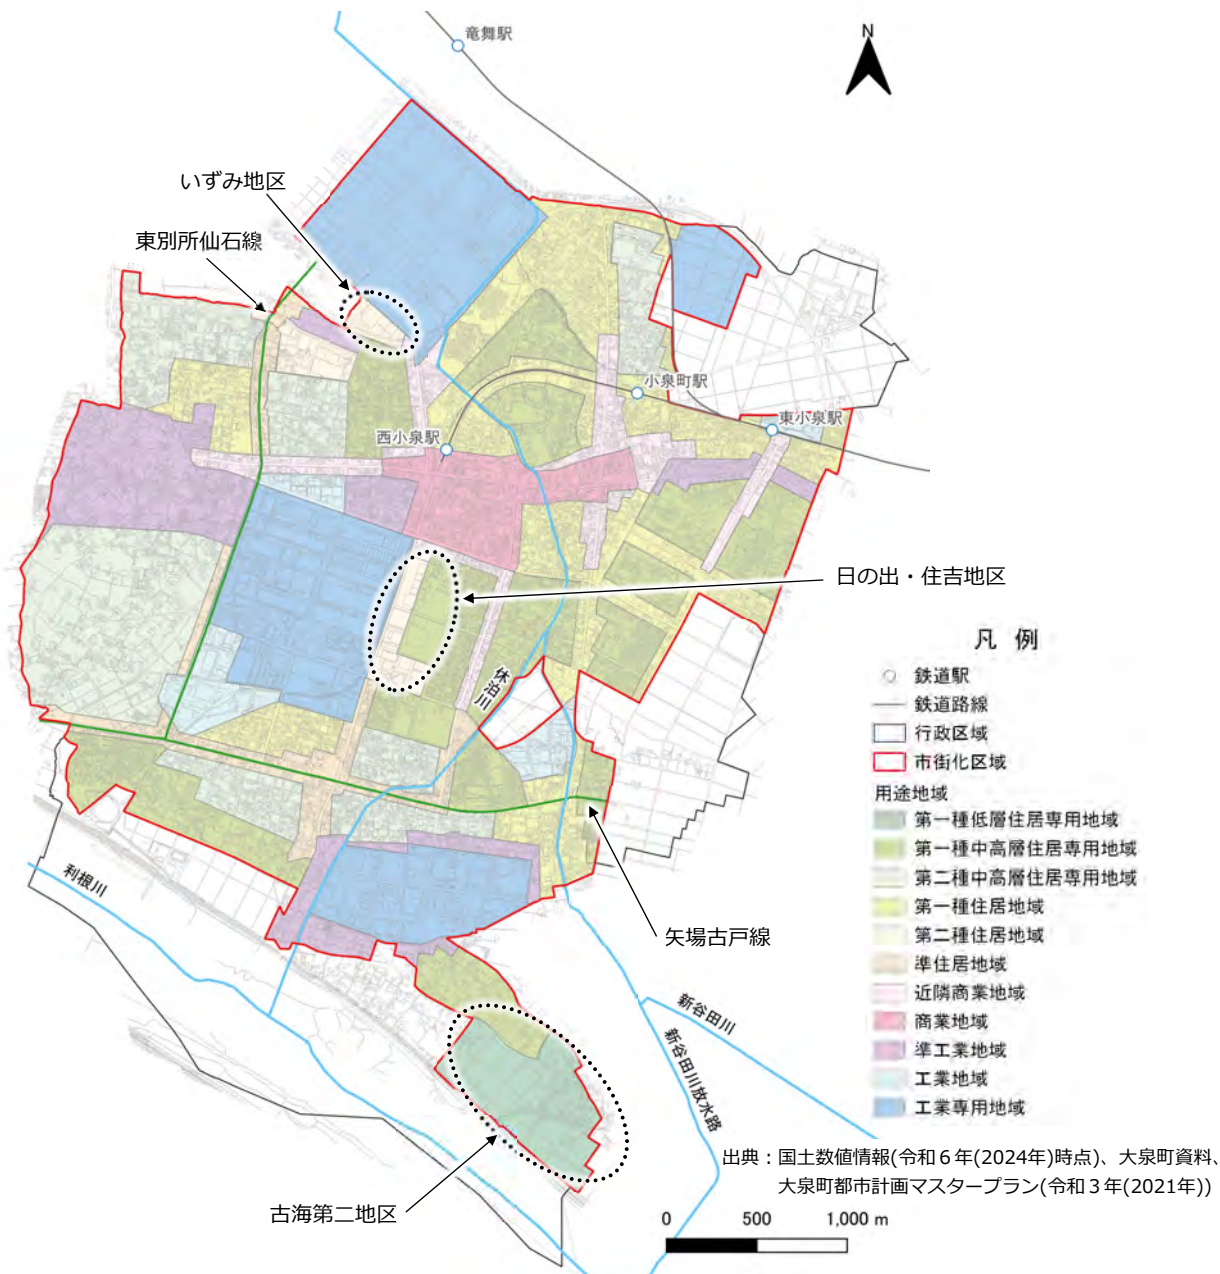 竜舞駅
N
いずみ地区
東別所仙石線
小泉町駅
東小泉駅
西小泉駅
日の出・住吉地区
休泊川
凡 例
鉄道駅
鉄道路線
行政区域
市街化区域
用途地域
第一種低層住居専用地域
第一種中高層住居専用地域
第二種中高層住居専用地域
第一種住居地域
第二種住居地域
準住居地域
近隣商業地域
商業地域
準工業地域
工業地域
工業専用地域
利根川
矢場古戸線
新谷田川
新谷田川放水路
古海第二地区
出典：国土数値情報(令和６年(2024年)時点)、大泉町資料、
大泉町都市計画マスタープラン(令和３年(2021年))
0 500 1,000 m